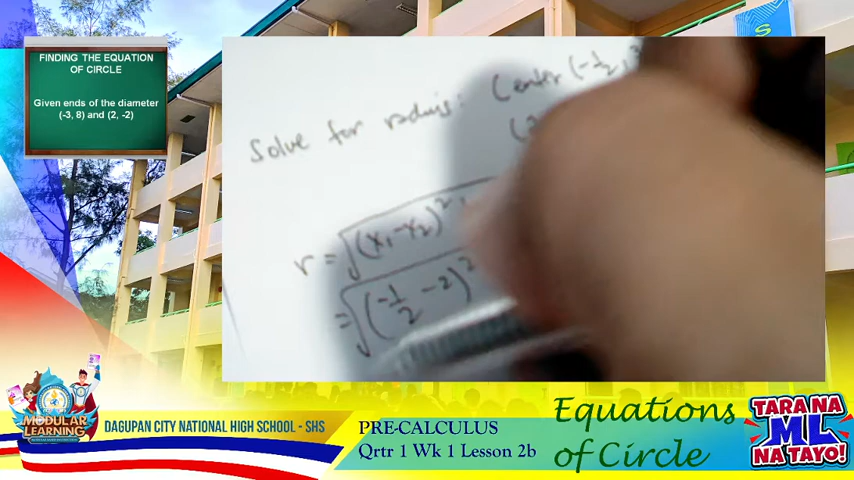 FINDING THE EQUATION
OF CIRCLE
Given ends of the diameter
(-3, 8) and (2, -2)
Solve for radius: Center (-1/2,
(2
r = √(x₁-x₂)²
= √(-1/2 - 2)²
MODULAR
LEARNING
DAGUPAN CITY NATIONAL HIGH SCHOOL - SHS
PRE-CALCULUS
Qrtr 1 Wk 1 Lesson 2b
Equations
of Circle
TARA NA
ML
NA TAYO!